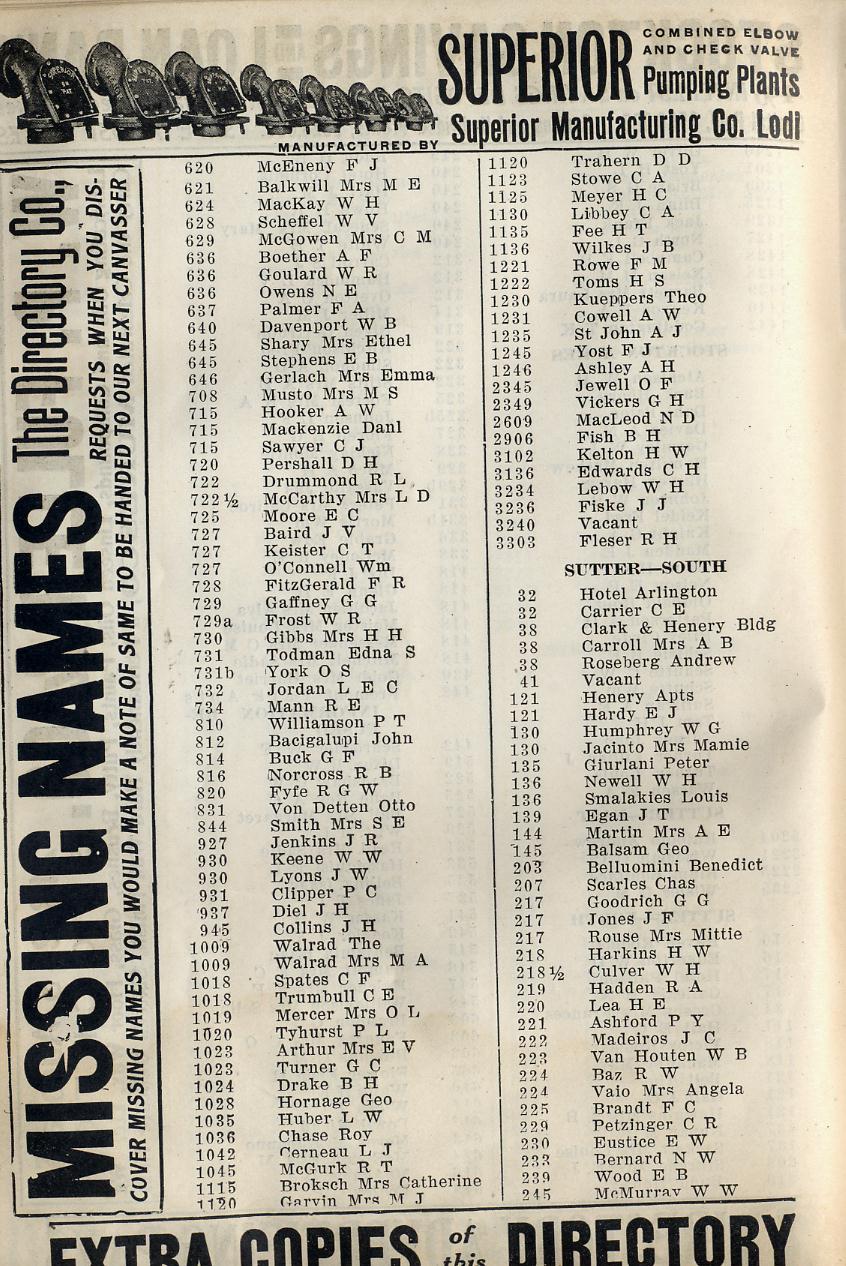 SUPERIOR
COMBINED ELBOW
AND CHECK VALVE
Pumping Plants
MANUFACTURED BY Superior Manufacturing Co. Lodi
MISSING NAMES The Directory Co.,
REQUESTS WHEN YOU DIS-
COVER MISSING NAMES YOU WOULD MAKE A NOTE OF SAME TO BE HANDED TO OUR NEXT CANVASSER
620 McEneny F J
621 Balkwill Mrs M E
624 MacKay W H
628 Scheffel W V
629 McGowen Mrs C M
636 Boether A F
636 Goulard W R
636 Owens N E
637 Palmer F A
640 Davenport W B
645 Shary Mrs Ethel
645 Stephens E B
646 Gerlach Mrs Emma
708 Musto Mrs M S
715 Hooker A W
715 Mackenzie Danl
715 Sawyer C J
720 Pershall D H
722 Drummond R L
722½ McCarthy Mrs L D
725 Moore E C
727 Baird J V
727 Keister C T
727 O'Connell Wm
728 FitzGerald F R
729 Gaffney G G
729a Frost W R
730 Gibbs Mrs H H
731 Todman Edna S
731b York O S
732 Jordan L E C
734 Mann R E
810 Williamson P T
812 Bacigalupi John
814 Buck G F
816 Norcross R B
820 Fyfe R G W
831 Von Detten Otto
844 Smith Mrs S E
927 Jenkins J R
930 Keene W W
930 Lyons J W
931 Clipper P C
937 Diel J H
945 Collins J H
1009 Walrad The
1009 Walrad Mrs M A
1018 Spates C F
1018 Trumbull C E
1019 Mercer Mrs O L
1020 Tyhurst P L
1023 Arthur Mrs E V
1023 Turner G C
1024 Drake B H
1028 Hornage Geo
1035 Huber L W
1036 Chase Roy
1042 Cerneau L J
1045 McGurk R T
1115 Broksch Mrs Catherine
1120 Garvin Mrs M J
1120 Trahern D D
1123 Stowe C A
1125 Meyer H C
1130 Libbey C A
1135 Fee H T
1136 Wilkes J B
1221 Rowe F M
1222 Toms H S
1230 Kueppers Theo
1231 Cowell A W
1235 St John A J
1245 Yost F J
1246 Ashley A H
2345 Jewell O F
2349 Vickers G H
2609 MacLeod N D
2906 Fish B H
3102 Kelton H W
3136 Edwards C H
3234 Lebow W H
3236 Fiske J J
3240 Vacant
3303 Fleser R H
SUTTER—SOUTH
32 Hotel Arlington
32 Carrier C E
38 Clark & Henery Bldg
38 Carroll Mrs A B
38 Roseberg Andrew
41 Vacant
121 Henery Apts
121 Hardy E J
130 Humphrey W G
130 Jacinto Mrs Mamie
135 Giurlani Peter
136 Newell W H
136 Smalakies Louis
139 Egan J T
144 Martin Mrs A E
145 Balsam Geo
203 Belluomini Benedict
207 Scarles Chas
217 Goodrich G G
217 Jones J F
217 Rouse Mrs Mittie
218 Harkins H W
218½ Culver W H
219 Hadden R A
220 Lea H E
221 Ashford P Y
222 Madeiros J C
223 Van Houten W B
224 Baz R W
224 Vaio Mrs Angela
225 Brandt F C
229 Petzinger C R
230 Eustice E W
233 Bernard N W
239 Wood E B
245 McMurray W W
EXTRA COPIES of this DIRECTORY